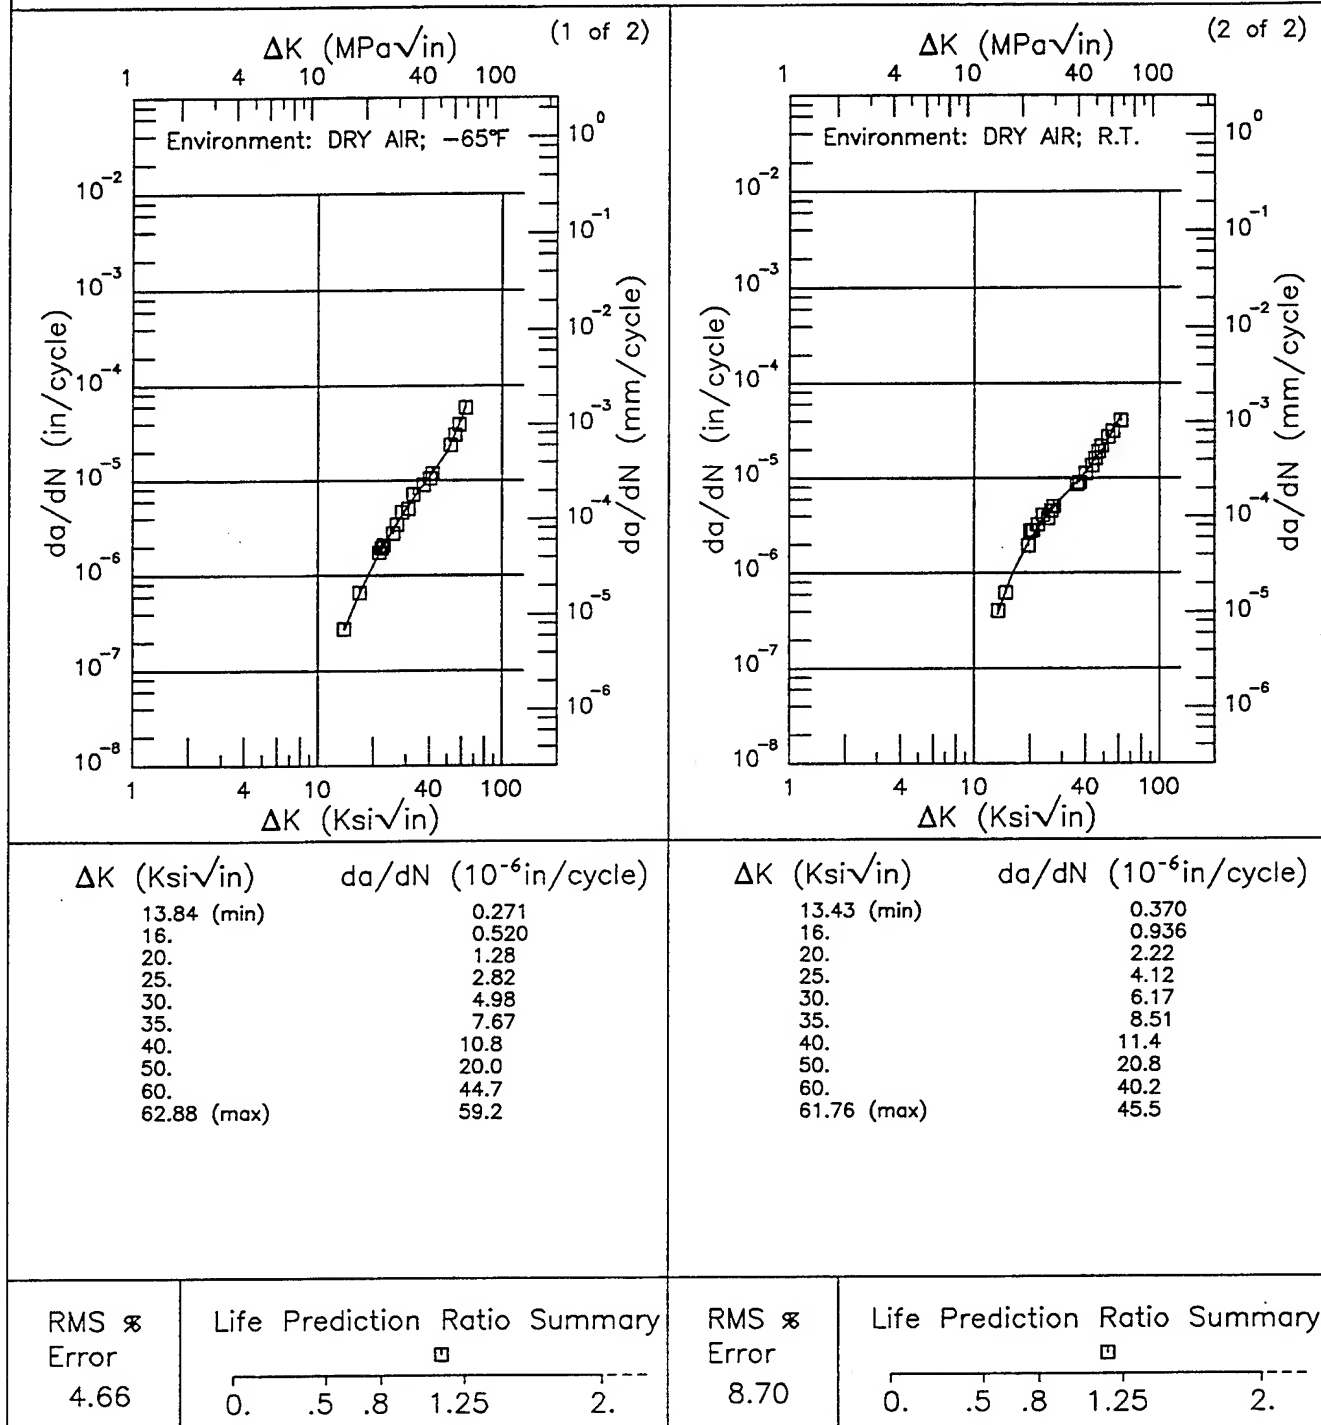 (1 of 2)
ΔK (MPa√in)
1 4 10 40 100
Environment: DRY AIR; -65°F
da/dN (in/cycle)
10⁻²
10⁻³
10⁻⁴
10⁻⁵
10⁻⁶
10⁻⁷
10⁻⁸
10⁰
10⁻¹
10⁻²
10⁻³
10⁻⁴
10⁻⁵
10⁻⁶
da/dN (mm/cycle)
1 4 10 40 100
ΔK (Ksi√in)
ΔK (Ksi√in) da/dN (10⁻⁶in/cycle)
13.84 (min) 0.271
16. 0.520
20. 1.28
25. 2.82
30. 4.98
35. 7.67
40. 10.8
50. 20.0
60. 44.7
62.88 (max) 59.2
RMS %
Error
4.66
Life Prediction Ratio Summary
0. .5 .8 1.25 2.
(2 of 2)
ΔK (MPa√in)
1 4 10 40 100
Environment: DRY AIR; R.T.
da/dN (in/cycle)
10⁻²
10⁻³
10⁻⁴
10⁻⁵
10⁻⁶
10⁻⁷
10⁻⁸
10⁰
10⁻¹
10⁻²
10⁻³
10⁻⁴
10⁻⁵
10⁻�6
da/dN (mm/cycle)
1 4 10 40 100
ΔK (Ksi√in)
ΔK (Ksi√in) da/dN (10⁻⁶in/cycle)
13.43 (min) 0.370
16. 0.936
20. 2.22
25. 4.12
30. 6.17
35. 8.51
40. 11.4
50. 20.8
60. 40.2
61.76 (max) 45.5
RMS %
Error
8.70
Life Prediction Ratio Summary
0. .5 .8 1.25 2.